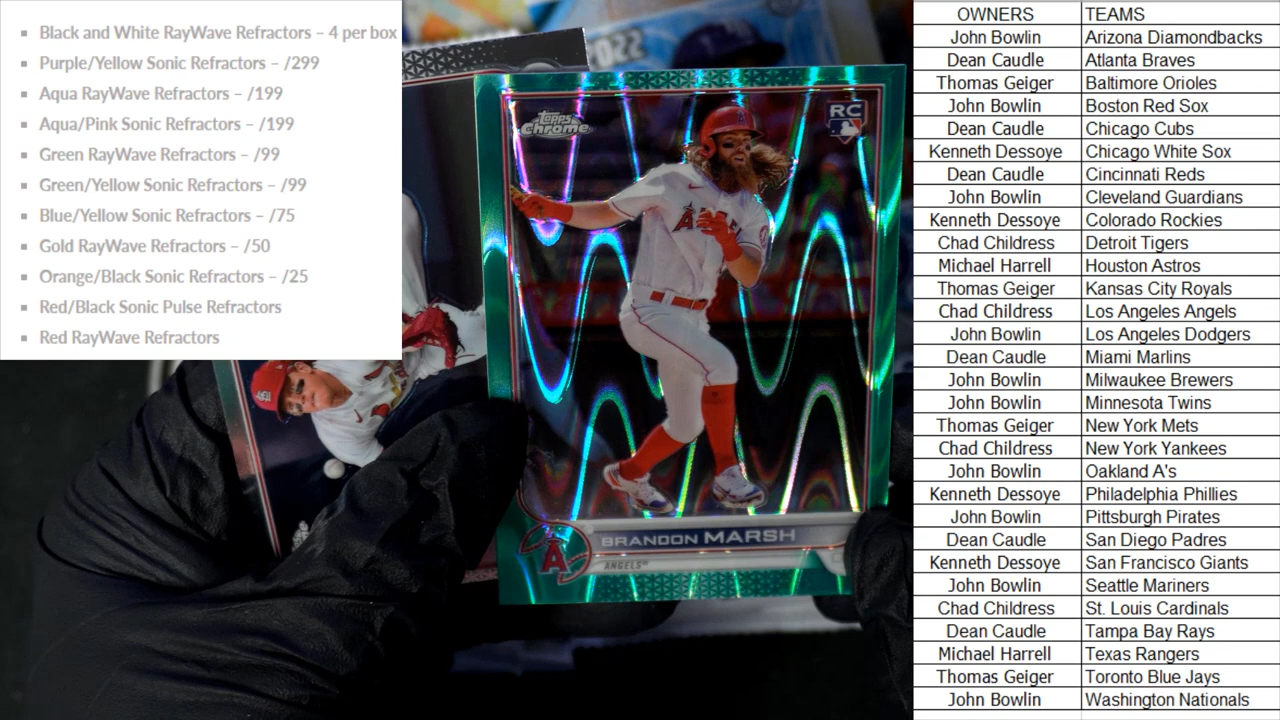 Black and White RayWave Refractors – 4 per box
Purple/Yellow Sonic Refractors – /299
Aqua RayWave Refractors – /199
Aqua/Pink Sonic Refractors – /199
Green RayWave Refractors – /99
Green/Yellow Sonic Refractors – /99
Blue/Yellow Sonic Refractors – /75
Gold RayWave Refractors – /50
Orange/Black Sonic Refractors – /25
Red/Black Sonic Pulse Refractors
Red RayWave Refractors
2022
Topps
Chrome
RC
BRANDON MARSH
ANGELS
OWNERS TEAMS
John Bowlin Arizona Diamondbacks
Dean Caudle Atlanta Braves
Thomas Geiger Baltimore Orioles
John Bowlin Boston Red Sox
Dean Caudle Chicago Cubs
Kenneth Dessoye Chicago White Sox
Dean Caudle Cincinnati Reds
John Bowlin Cleveland Guardians
Kenneth Dessoye Colorado Rockies
Chad Childress Detroit Tigers
Michael Harrell Houston Astros
Thomas Geiger Kansas City Royals
Chad Childress Los Angeles Angels
John Bowlin Los Angeles Dodgers
Dean Caudle Miami Marlins
John Bowlin Milwaukee Brewers
John Bowlin Minnesota Twins
Thomas Geiger New York Mets
Chad Childress New York Yankees
John Bowlin Oakland A's
Kenneth Dessoye Philadelphia Phillies
John Bowlin Pittsburgh Pirates
Dean Caudle San Diego Padres
Kenneth Dessoye San Francisco Giants
John Bowlin Seattle Mariners
Chad Childress St. Louis Cardinals
Dean Caudle Tampa Bay Rays
Michael Harrell Texas Rangers
Thomas Geiger Toronto Blue Jays
John Bowlin Washington Nationals